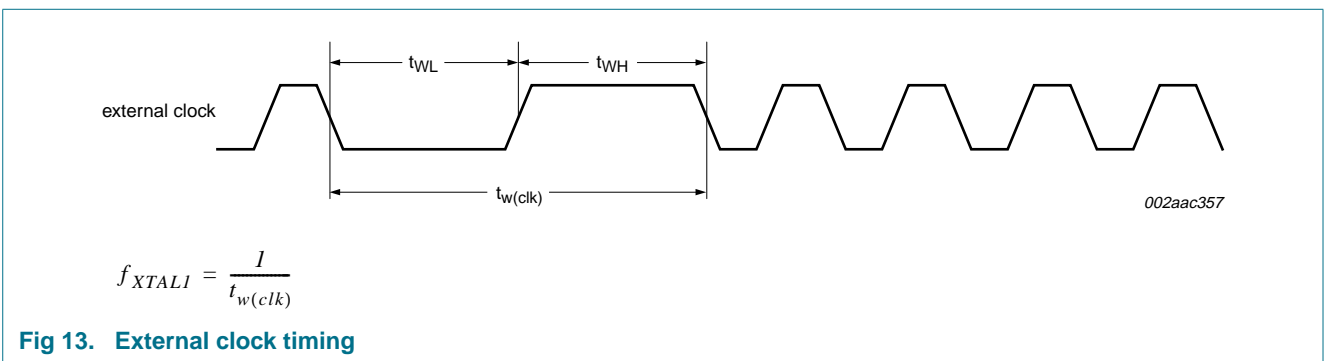 tWL
tWH
external clock
tw(clk)
002aac357
fXTAL1 = 1
tw(clk)
Fig 13. External clock timing